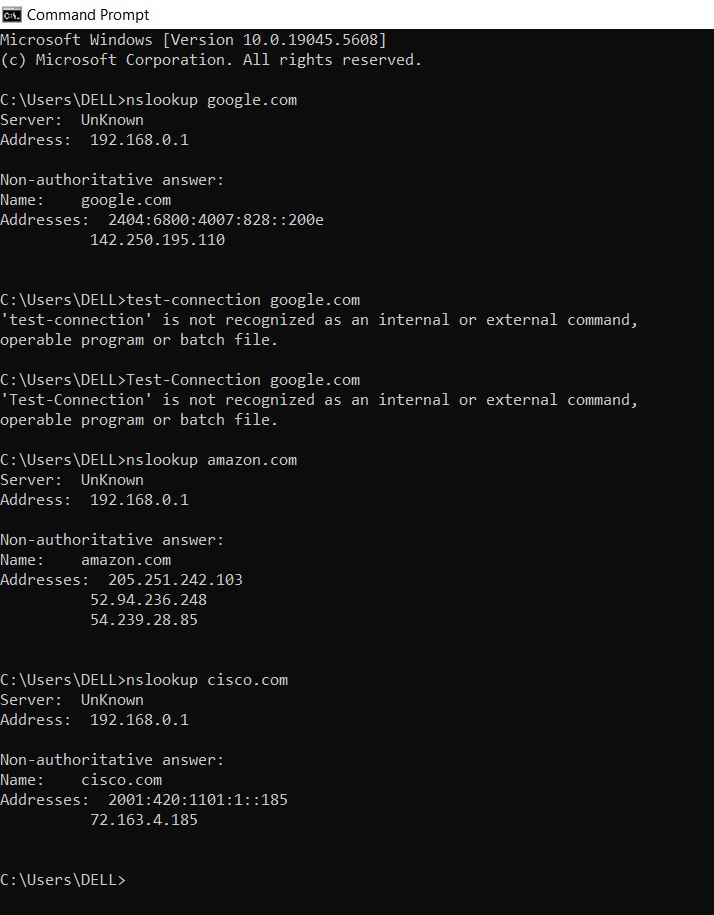 Command Prompt
Microsoft Windows [Version 10.0.19045.5608]
(c) Microsoft Corporation. All rights reserved.
C:\Users\DELL>nslookup google.com
Server:  UnKnown
Address:  192.168.0.1
Non-authoritative answer:
Name:    google.com
Addresses:  2404:6800:4007:828::200e
          142.250.195.110
C:\Users\DELL>test-connection google.com
'test-connection' is not recognized as an internal or external command,
operable program or batch file.
C:\Users\DELL>Test-Connection google.com
'Test-Connection' is not recognized as an internal or external command,
operable program or batch file.
C:\Users\DELL>nslookup amazon.com
Server:  UnKnown
Address:  192.168.0.1
Non-authoritative answer:
Name:    amazon.com
Addresses:  205.251.242.103
          52.94.236.248
          54.239.28.85
C:\Users\DELL>nslookup cisco.com
Server:  UnKnown
Address:  192.168.0.1
Non-authoritative answer:
Name:    cisco.com
Addresses:  2001:420:1101:1::185
          72.163.4.185
C:\Users\DELL>